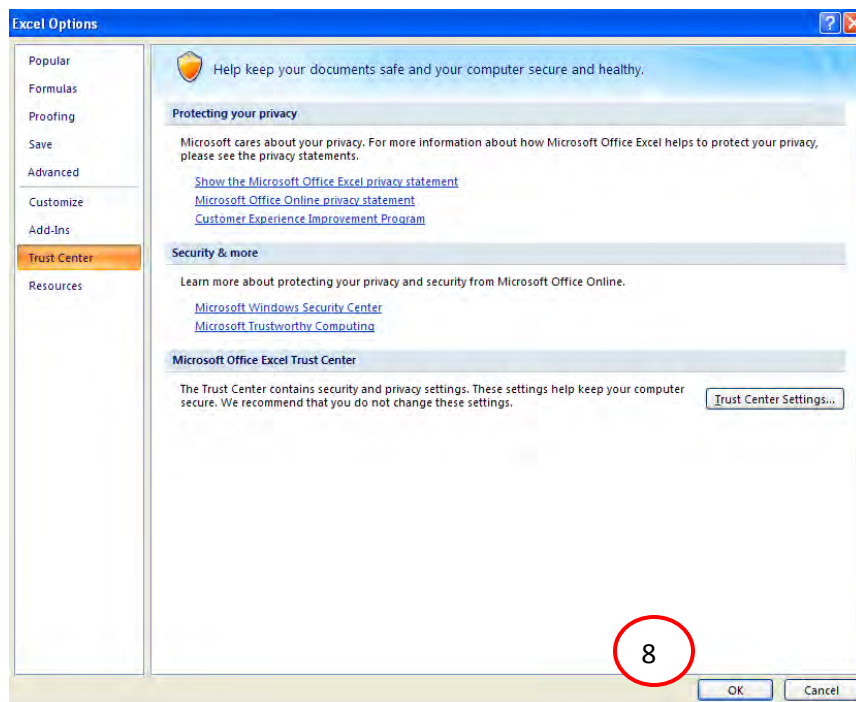 Excel Options
Popular
Formulas
Proofing
Save
Advanced
Customize
Add-Ins
Trust Center
Resources
Help keep your documents safe and your computer secure and healthy.
Protecting your privacy
Microsoft cares about your privacy. For more information about how Microsoft Office Excel helps to protect your privacy,
please see the privacy statements.
Show the Microsoft Office Excel privacy statement
Microsoft Office Online privacy statement
Customer Experience Improvement Program
Security & more
Learn more about protecting your privacy and security from Microsoft Office Online.
Microsoft Windows Security Center
Microsoft Trustworthy Computing
Microsoft Office Excel Trust Center
The Trust Center contains security and privacy settings. These settings help keep your computer
secure. We recommend that you do not change these settings.
Trust Center Settings...
8
OK
Cancel